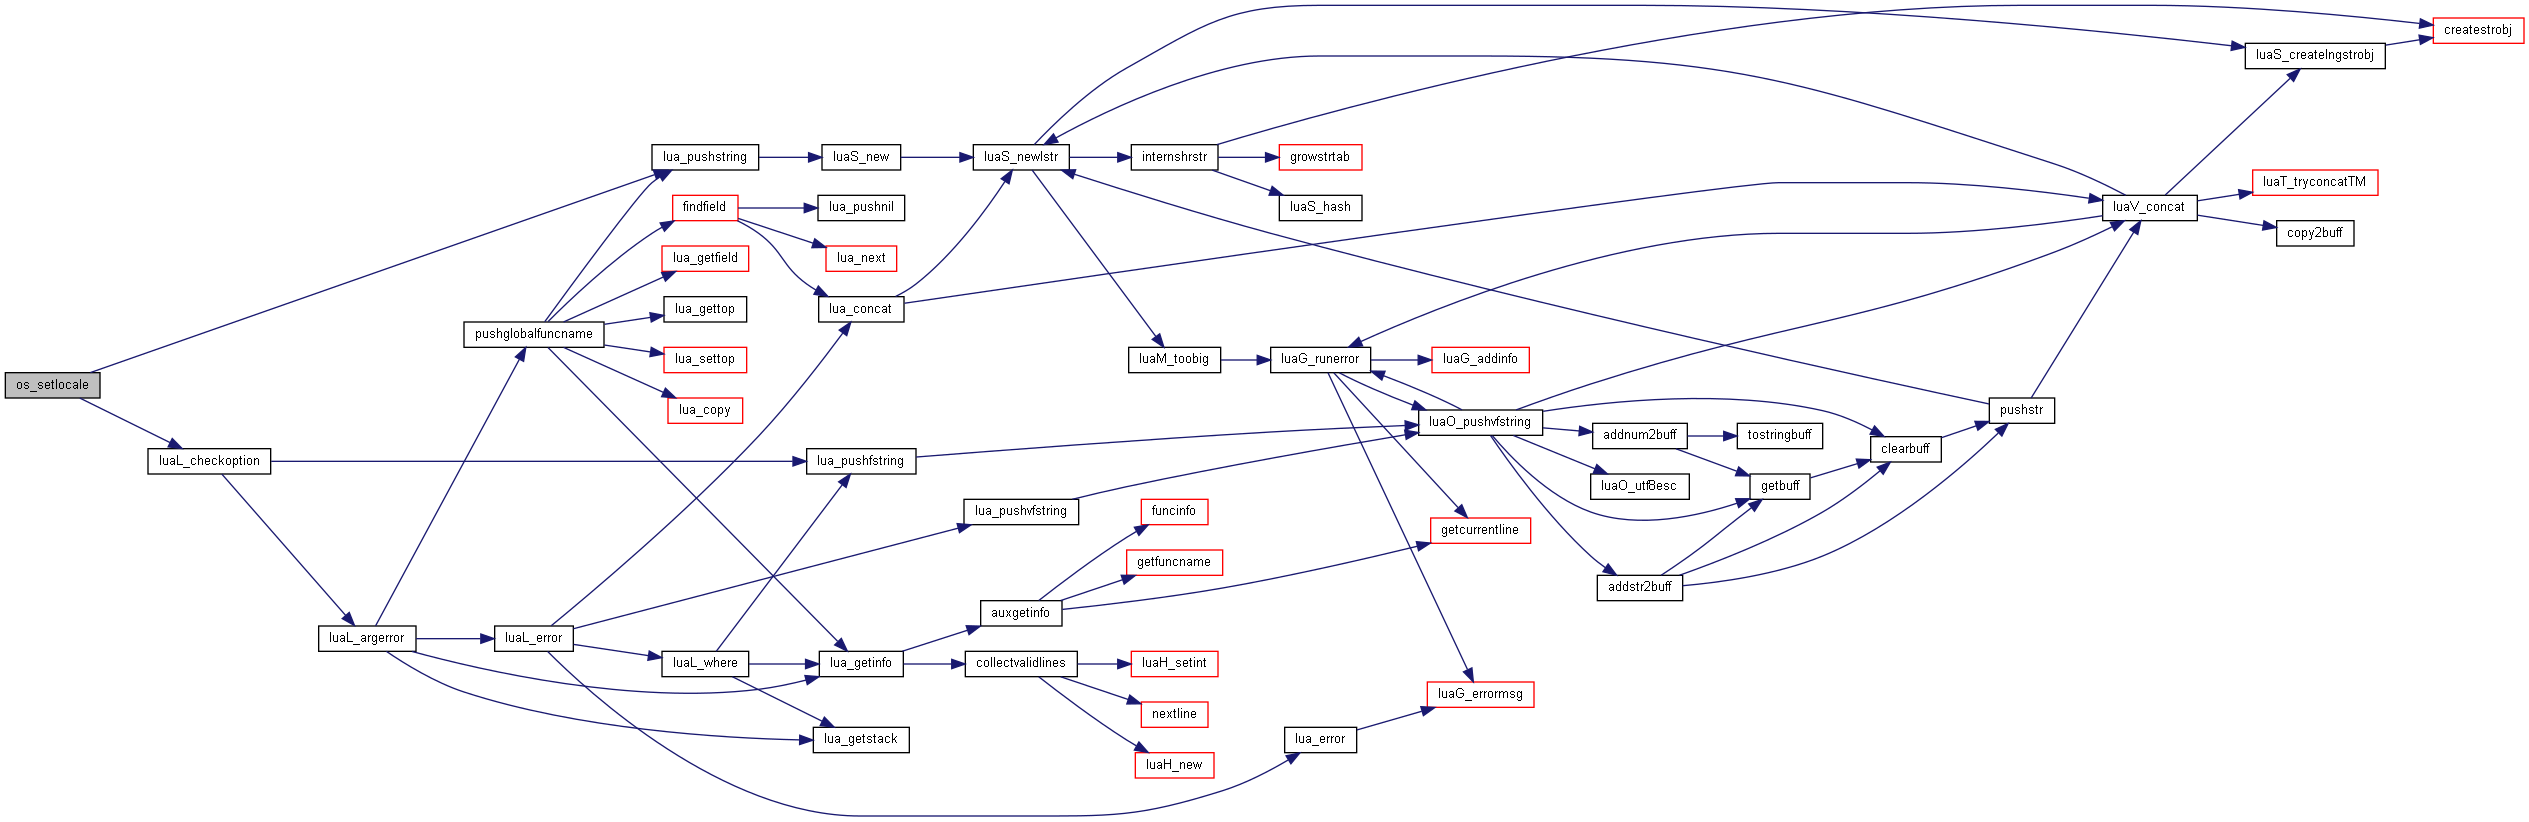 createstrobj
luaS_createlngstrobj
lua_pushstring
luaS_new
luaS_newlstr
internshrstr
growstrtab
luaT_tryconcatTM
findfield
lua_pushnil
luaS_hash
luaV_concat
copy2buff
lua_getfield
lua_next
lua_gettop
lua_concat
pushglobalfuncname
lua_settop
luaM_toobig
luaG_runerror
luaG_addinfo
os_setlocale
lua_copy
luaO_pushvfstring
pushstr
addnum2buff
tostringbuff
clearbuff
luaL_checkoption
lua_pushfstring
luaO_utf8esc
getbuff
lua_pushvfstring
funcinfo
getcurrentline
getfuncname
addstr2buff
auxgetinfo
luaL_argerror
luaL_error
luaL_where
lua_getinfo
collectvalidlines
luaH_setint
luaG_errormsg
nextline
lua_getstack
lua_error
luaH_new